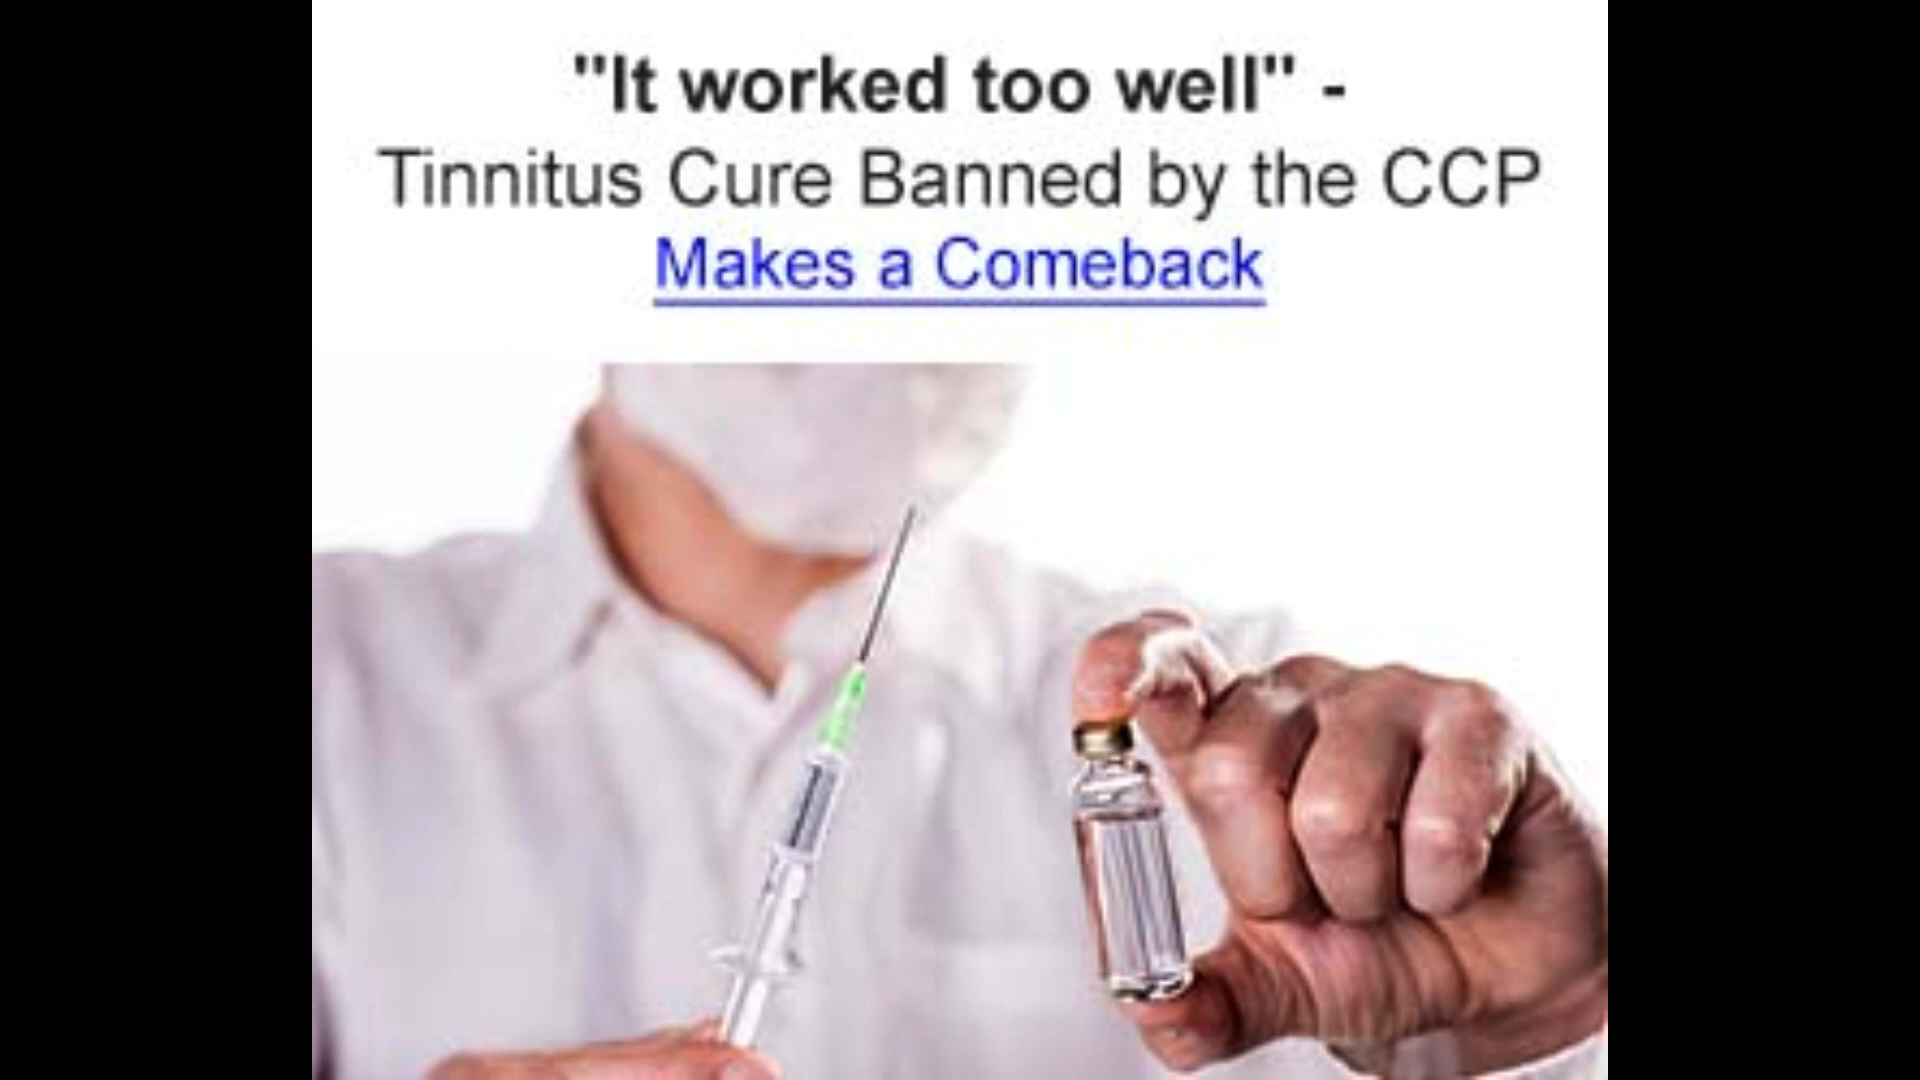 "It worked too well" -
Tinnitus Cure Banned by the CCP
Makes a Comeback